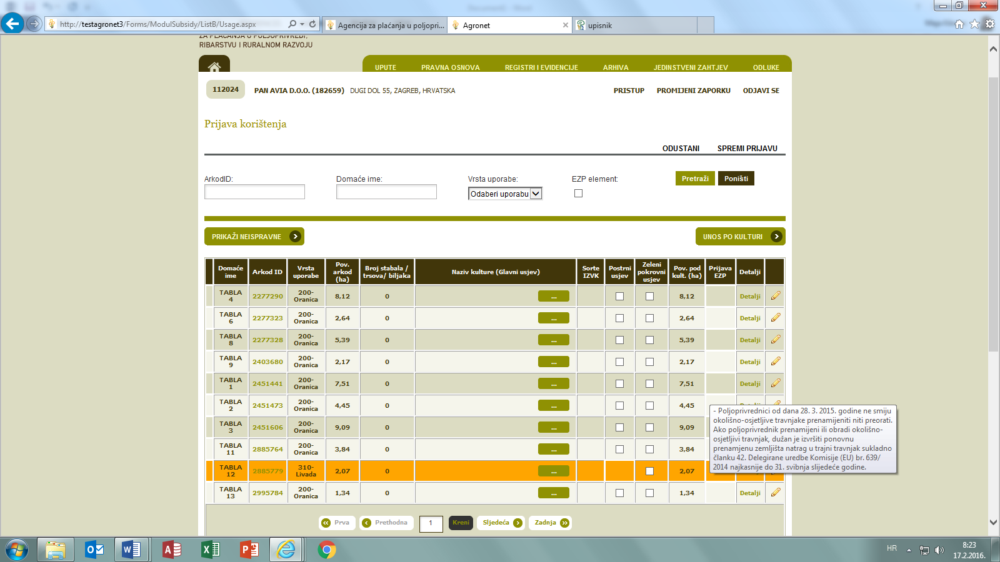 http://testagronet3/Forms/ModulSubsidy/ListB/Usage.aspx
Agencija za plaćanja u poljopri...
Agronet
upisnik
ZA PLAĆANJA U POLJOPRIVREDI,
RIBARSTVU I RURALNOM RAZVOJU
UPUTE PRAVNA OSNOVA REGISTRI I EVIDENCIJE ARHIVA JEDINSTVENI ZAHTJEV ODLUKE
112024 PAN AVIA D.O.O. (182659) DUGI DOL 55, ZAGREB, HRVATSKA PRISTUP PROMIJENI ZAPORKU ODJAVI SE
Prijava korištenja
ODUSTANI SPREMI PRIJAVU
ArkodID: Domaće ime: Vrsta uporabe: EZP element:
Pretraži Poništi
Odaberi uporabu
PRIKAŽI NEISPRAVNE UNOS PO KULTURI
Domaće ime Arkod ID Vrsta uporabe Pov. arkod (ha) Broj stabala / trsova/ biljaka Naziv kulture (Glavni usjev) Sorte IZVK Postrni usjev Zeleni pokrovni usjev Pov. pod kult. (ha) Prijava EZP Detalji
TABLA 4 2277290 200-Oranica 8,12 0 ... 8,12 Detalji
TABLA 6 2277323 200-Oranica 2,64 0 ... 2,64 Detalji
TABLA 8 2277328 200-Oranica 5,39 0 ... 5,39 Detalji
TABLA 9 2403680 200-Oranica 2,17 0 ... 2,17 Detalji
TABLA 1 2451441 200-Oranica 7,51 0 ... 7,51 Detalji
TABLA 2 2451473 200-Oranica 4,45 0 ... 4,45
TABLA 3 2451606 200-Oranica 9,09 0 ... 9,09
TABLA 11 2885764 200-Oranica 3,84 0 ... 3,84
TABLA 12 2885779 310-Livada 2,07 0 ... 2,07
TABLA 13 2995784 200-Oranica 1,34 0 ... 1,34 Detalji
- Poljoprivrednici od dana 28. 3. 2015. godine ne smiju
okolišno-osjetljive travnjake prenamijeniti niti preorati.
Ako poljoprivrednik prenamijeni ili obradi okolišno-
osjetljivi travnjak, dužan je izvršiti ponovnu
prenamjenu zemljišta natrag u trajni travnjak sukladno
članku 42. Delegirane uredbe Komisije (EU) br. 639/
2014 najkasnije do 31. svibnja slijedeće godine.
Prva Prethodna 1 Kreni Sljedeća Zadnja
HR
8:23
17.2.2016.